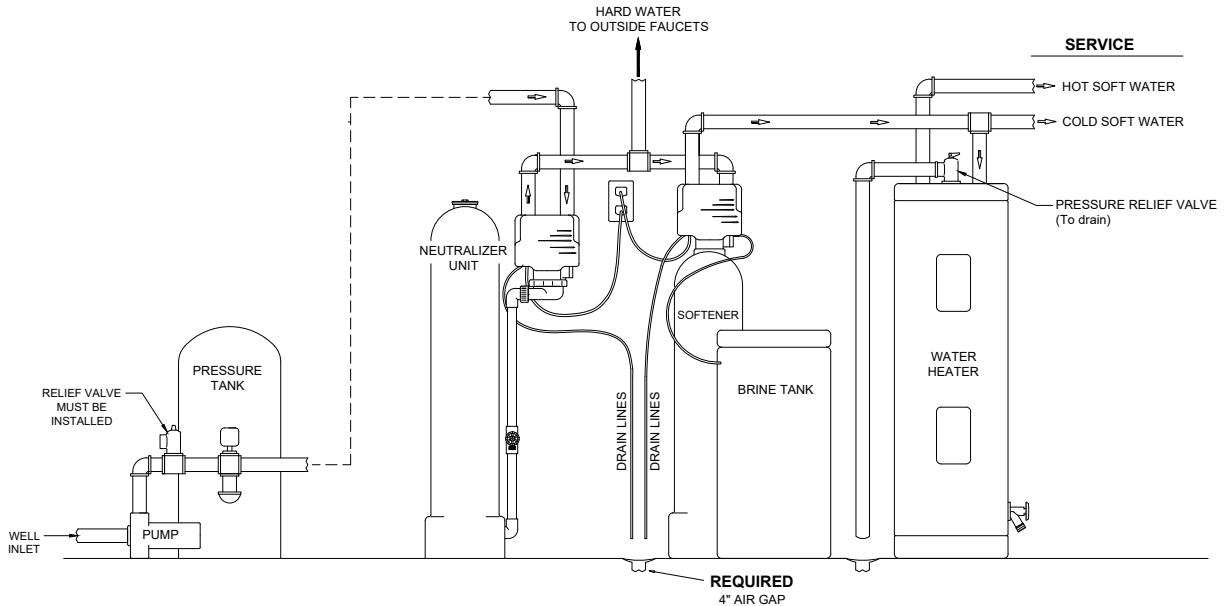 HARD WATER
TO OUTSIDE FAUCETS
SERVICE
HOT SOFT WATER
COLD SOFT WATER
PRESSURE RELIEF VALVE
(To drain)
NEUTRALIZER
UNIT
SOFTENER
PRESSURE
TANK
RELIEF VALVE
MUST BE
INSTALLED
BRINE TANK
WATER
HEATER
DRAIN LINES
DRAIN LINES
WELL
INLET
PUMP
REQUIRED
4" AIR GAP